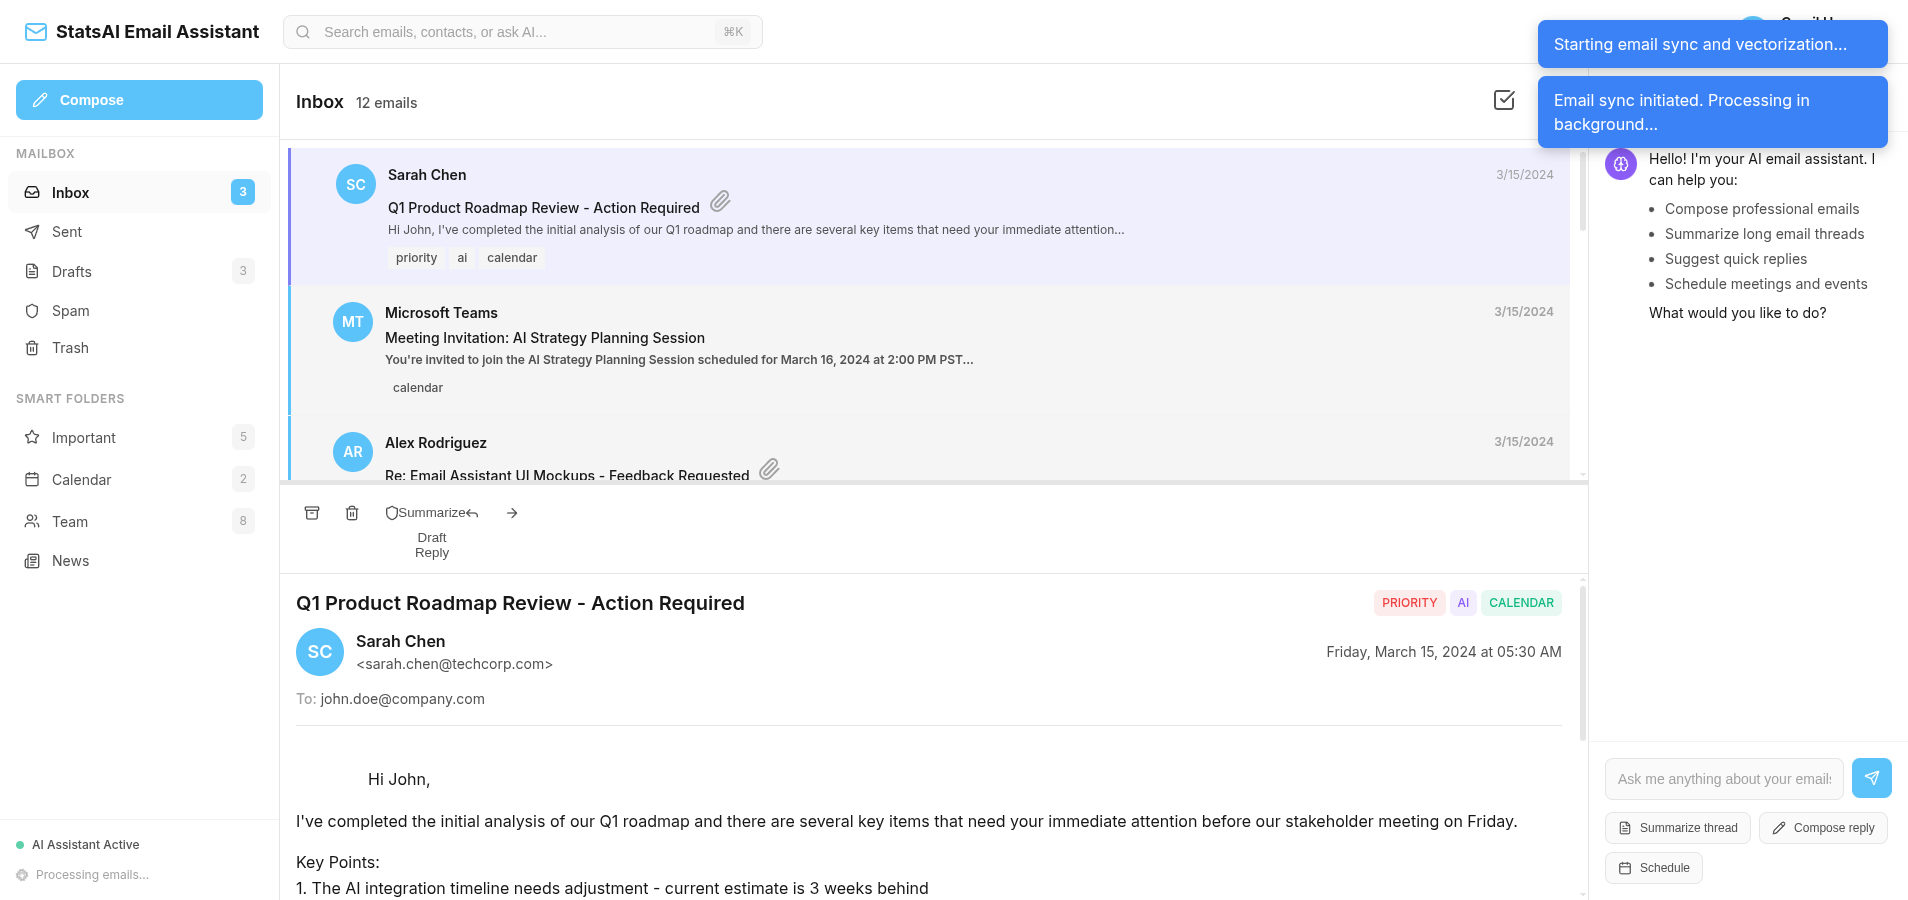 StatsAI Email Assistant
Search emails, contacts, or ask AI...
⌘K
Starting email sync and vectorization...
Email sync initiated. Processing in
background...
Compose
MAILBOX
Inbox
3
Sent
Drafts
3
Spam
Trash
SMART FOLDERS
Important
5
Calendar
2
Team
8
News
AI Assistant Active
Processing emails...
Inbox
12 emails
SC
Sarah Chen
3/15/2024
Q1 Product Roadmap Review - Action Required
Hi John, I've completed the initial analysis of our Q1 roadmap and there are several key items that need your immediate attention...
priority
ai
calendar
MT
Microsoft Teams
3/15/2024
Meeting Invitation: AI Strategy Planning Session
You're invited to join the AI Strategy Planning Session scheduled for March 16, 2024 at 2:00 PM PST...
calendar
AR
Alex Rodriguez
3/15/2024
Re: Email Assistant UI Mockups - Feedback Requested
Summarize
Draft
Reply
Q1 Product Roadmap Review - Action Required
PRIORITY
AI
CALENDAR
SC
Sarah Chen
<sarah.chen@techcorp.com>
Friday, March 15, 2024 at 05:30 AM
To: john.doe@company.com
Hi John,
I've completed the initial analysis of our Q1 roadmap and there are several key items that need your immediate attention before our stakeholder meeting on Friday.
Key Points:
1. The AI integration timeline needs adjustment - current estimate is 3 weeks behind
Hello! I'm your AI email assistant. I
can help you:
Compose professional emails
Summarize long email threads
Suggest quick replies
Schedule meetings and events
What would you like to do?
Ask me anything about your emails
Summarize thread
Compose reply
Schedule